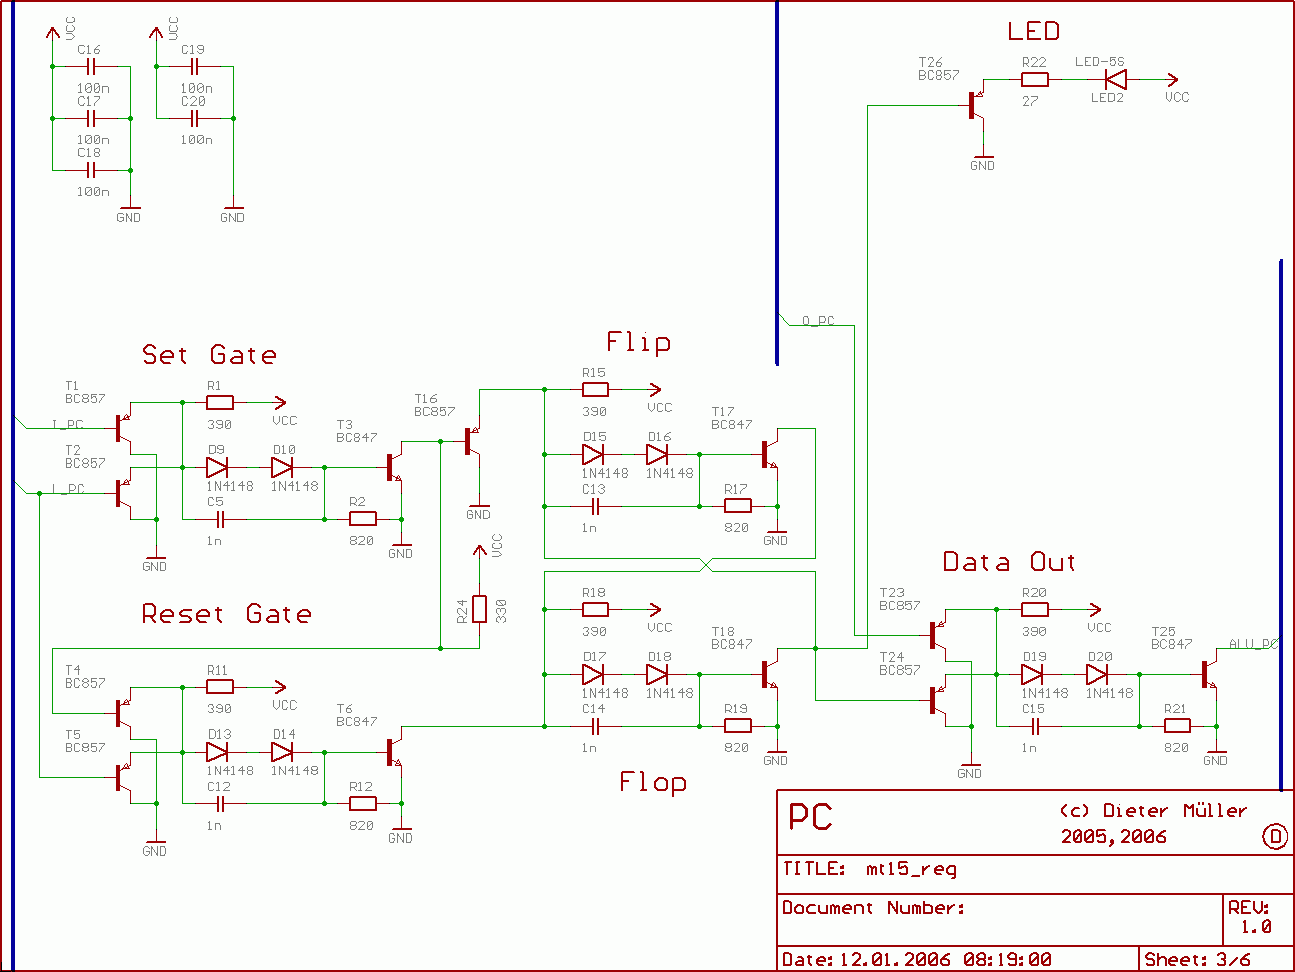 VCC
VCC
C16
100n
C17
100n
C18
100n
GND
C19
100n
C20
100n
GND
LED
T26
BC857
R22
27
LED-5S
LED2
VCC
GND
O_PC
Set Gate
T1
BC857
I_PC
T2
BC857
L_PC
R1
390
VCC
D9
1N4148
D10
1N4148
C5
1n
GND
T3
BC847
R2
820
GND
T16
BC857
GND
VCC
R24
330
Flip
R15
390
VCC
D15
1N4148
D16
1N4148
C13
1n
T17
BC847
R17
820
GND
Reset Gate
T4
BC857
T5
BC857
R11
390
VCC
D13
1N4148
D14
1N4148
C12
1n
GND
T6
BC847
R12
820
GND
R18
390
VCC
D17
1N4148
D18
1N4148
C14
1n
T18
BC847
R19
820
GND
Flop
Data Out
T23
BC857
T24
BC857
R20
390
VCC
D19
1N4148
D20
1N4148
C15
1n
GND
T25
BC847
R21
820
GND
ALU_PC
PC
(c) Dieter Müller
2005,2006
D
TITLE: mt15_reg
Document Number:
REV:
1.0
Date: 12.01.2006 08:19:00
Sheet: 3/6